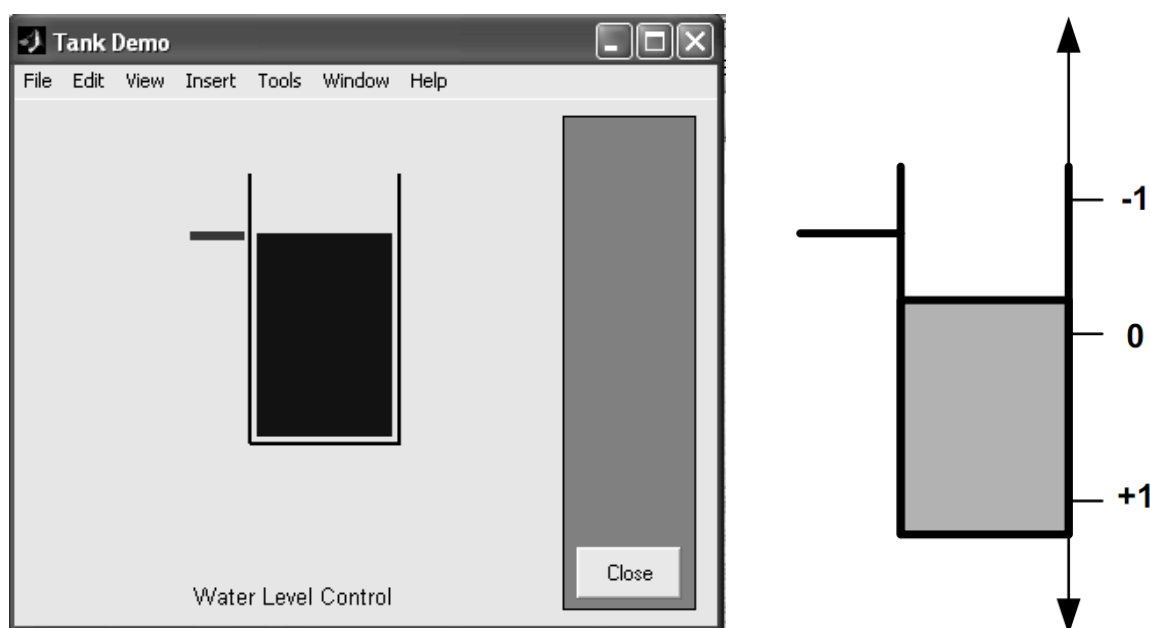 Tank Demo
File Edit View Insert Tools Window Help
Close
Water Level Control
-1
0
+1